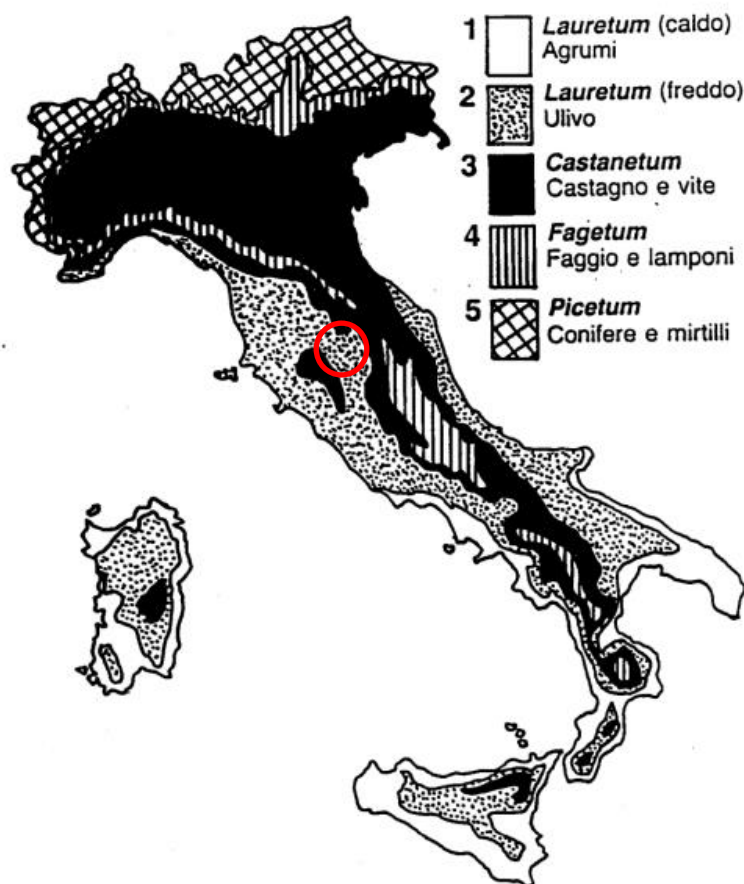 1 Lauretum (caldo)
Agrumi
2 Lauretum (freddo)
Ulivo
3 Castanetum
Castagno e vite
4 Fagetum
Faggio e lamponi
5 Picetum
Conifere e mirtilli